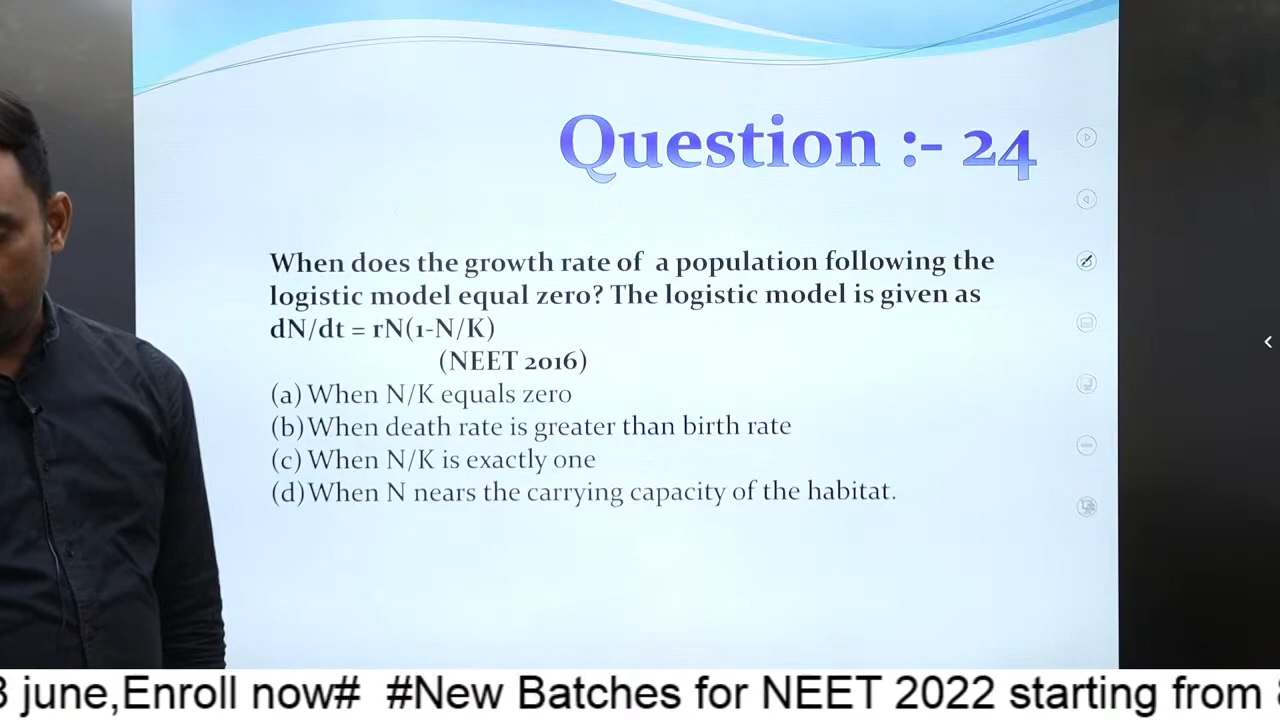 Question :- 24
When does the growth rate of a population following the
logistic model equal zero? The logistic model is given as
dN/dt = rN(1-N/K)
(NEET 2016)
(a) When N/K equals zero
(b) When death rate is greater than birth rate
(c) When N/K is exactly one
(d) When N nears the carrying capacity of the habitat.
june,Enroll now# #New Batches for NEET 2022 starting from